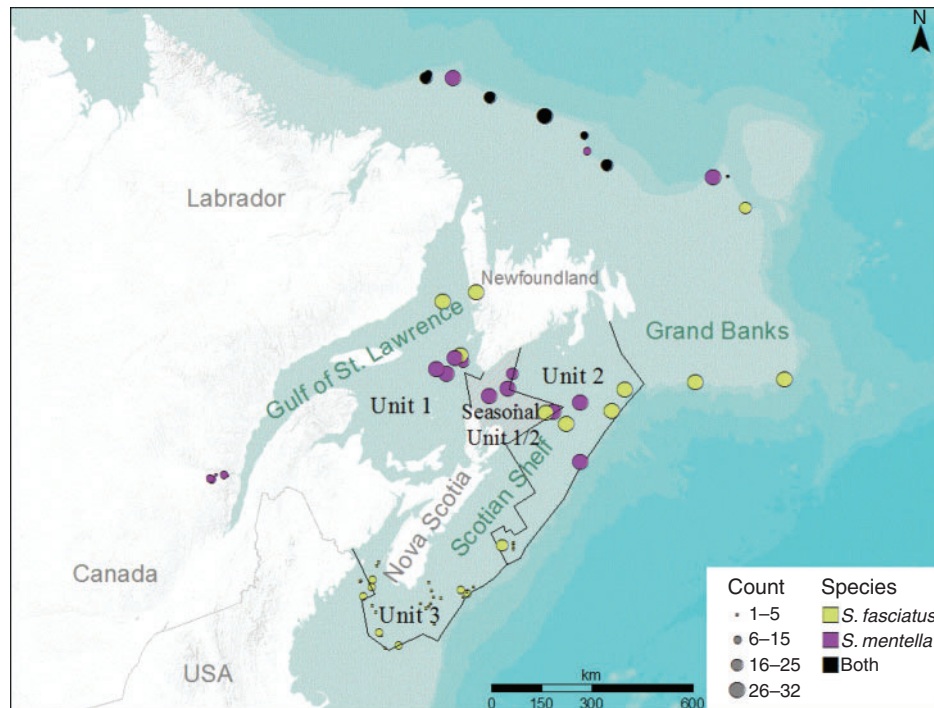 N
Labrador
Newfoundland
Grand Banks
Gulf of St. Lawrence
Unit 2
Unit 1
Seasonal
Unit 1/2
Scotian Shelf
Nova Scotia
Canada
Unit 3
USA
Count
1–5
6–15
16–25
26–32
Species
S. fasciatus
S. mentella
Both
km
0 150 300 600